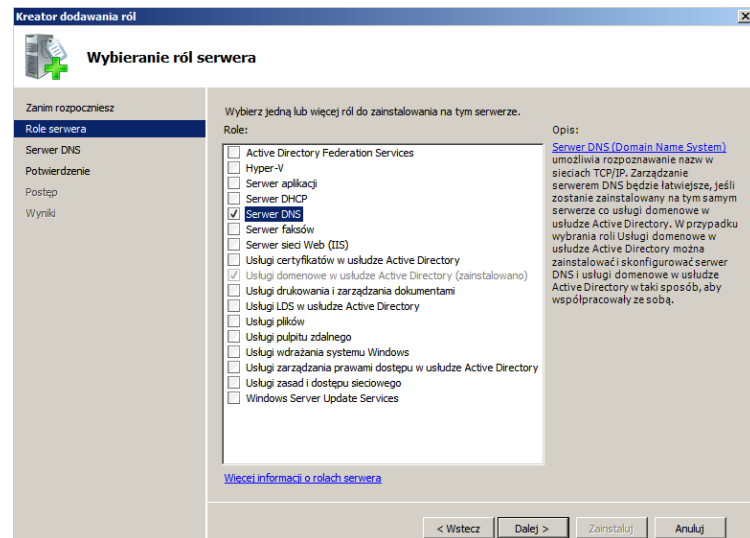 Kreator dodawania ról
Wybieranie ról serwera
Zanim rozpoczniesz
Role serwera
Serwer DNS
Potwierdzenie
Postęp
Wyniki
Wybierz jedną lub więcej ról do zainstalowania na tym serwerze.
Role:
Active Directory Federation Services
Hyper-V
Serwer aplikacji
Serwer DHCP
Serwer DNS
Serwer faksów
Serwer sieci Web (IIS)
Usługi certyfikatów w usłudze Active Directory
Usługi domenowe w usłudze Active Directory (zainstalowano)
Usługi drukowania i zarządzania dokumentami
Usługi LDS w usłudze Active Directory
Usługi plików
Usługi pulpitu zdalnego
Usługi wdrażania systemu Windows
Usługi zarządzania prawami dostępu w usłudze Active Directory
Usługi zasad i dostępu sieciowego
Windows Server Update Services
Więcej informacji o rolach serwera
Opis:
Serwer DNS (Domain Name System)
umożliwia rozpoznawanie nazw w
sieciach TCP/IP. Zarządzanie
serwerem DNS będzie łatwiejsze, jeśli
zostanie zainstalowany na tym samym
serwerze co usługi domenowe w
usłudze Active Directory. W przypadku
wybrania roli Usługi domenowe w
usłudze Active Directory można
zainstalować i skonfigurować serwer
DNS i usługi domenowe w usłudze
Active Directory w taki sposób, aby
współpracowały ze sobą.
< Wstecz
Dalej >
Zainstaluj
Anuluj